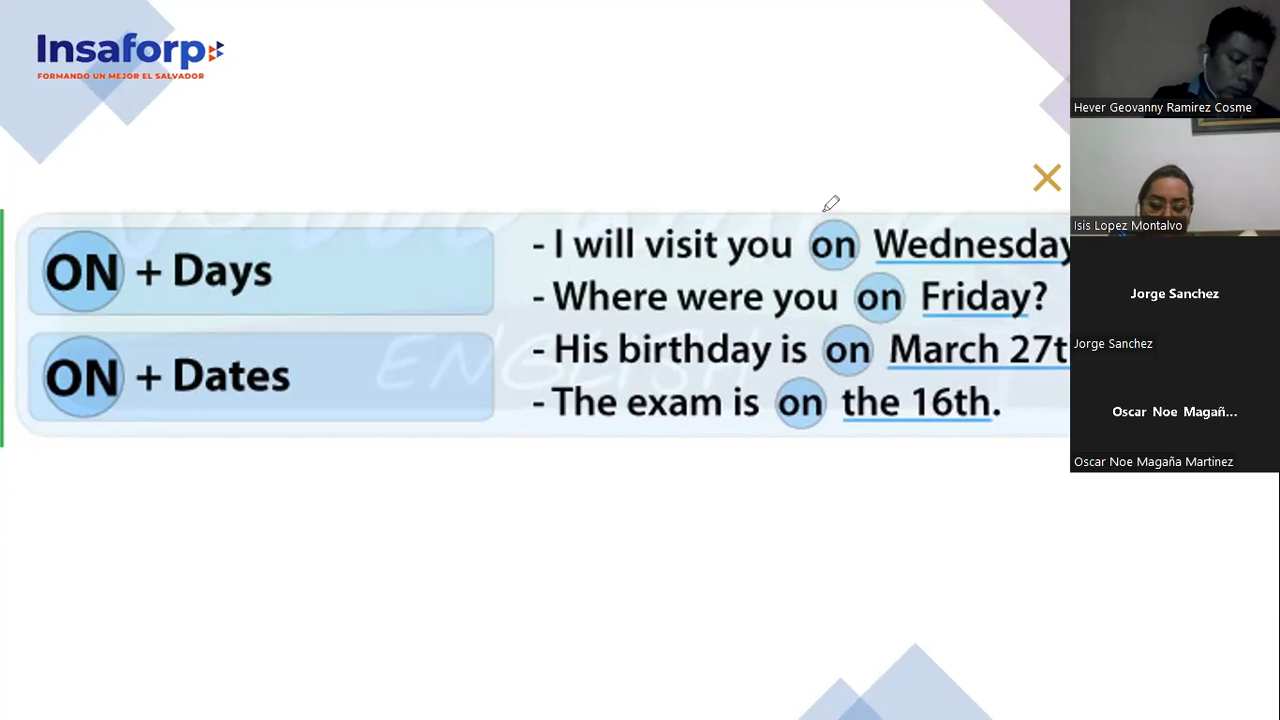 Insaforp
FORMANDO UN MEJOR EL SALVADOR
ON + Days
- I will visit you on Wednesday
- Where were you on Friday?
ON + Dates
- His birthday is on March 27t
- The exam is on the 16th.
ENGLISH
Hever Geovanny Ramirez Cosme
Isis Lopez Montalvo
Jorge Sanchez
Jorge Sanchez
Oscar Noe Magañ...
Oscar Noe Magaña Martinez